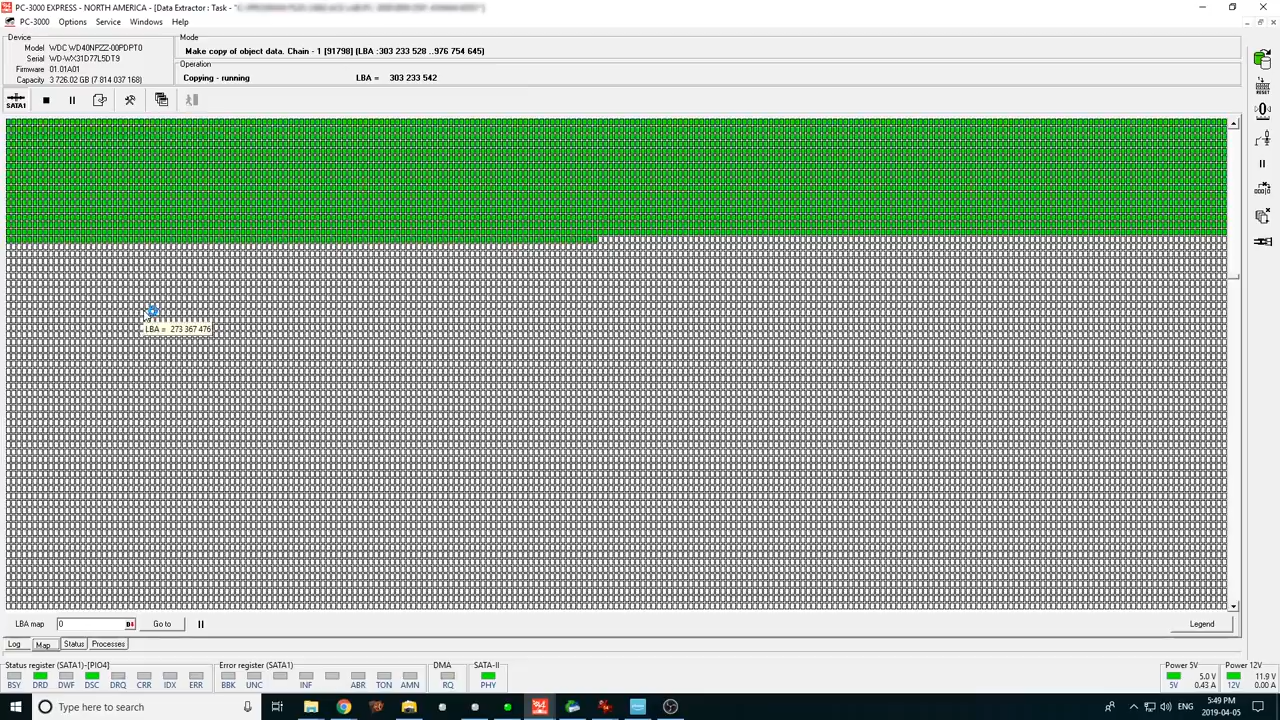 PC-3000 EXPRESS - NORTH AMERICA - [Data Extractor : Task - "
PC-3000 Options Service Windows Help
Device
Model WDC WD40NPZZ-00PDPT0
Serial WD-WX31D77L5DT9
Firmware 01.01A01
Capacity 3 726.02 GB (7 814 037 168)
Mode
Make copy of object data. Chain - 1 [91798] (LBA :303 233 528 ..976 754 645)
Operation
Copying - running LBA = 303 233 542
SATA1
RESET
LBA = 273 367 476
LBA map 0 Go to Legend
Log Map Status Processes
Status register (SATA1)-[PIO4] Error register (SATA1) DMA SATA-II Power 5V Power 12V
BSY DRD DWF DSC DRQ CRR IDX ERR BBK UNC INF ABR TON AMN RQ PHY
5.0 V 11.9 V
5V 0.43 A 12V 0.00 A
Type here to search
ENG
5:49 PM
2019-04-05